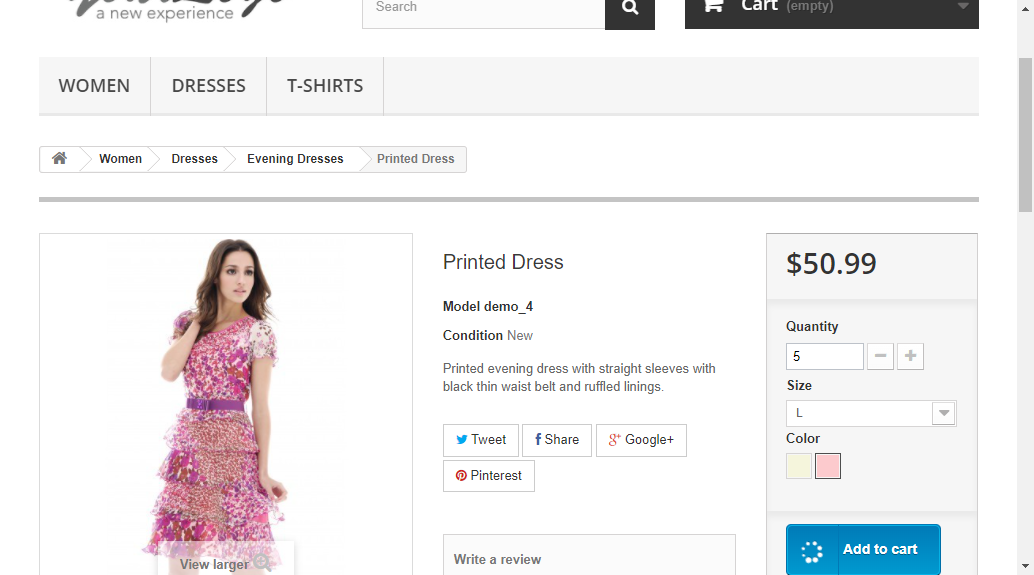 a new experience
Search
Cart (empty)
WOMEN
DRESSES
T-SHIRTS
Women
Dresses
Evening Dresses
Printed Dress
View larger
Printed Dress
Model demo_4
Condition New
Printed evening dress with straight sleeves with
black thin waist belt and ruffled linings.
Tweet
Share
Google+
Pinterest
Write a review
$50.99
Quantity
5
Size
L
Color
Add to cart